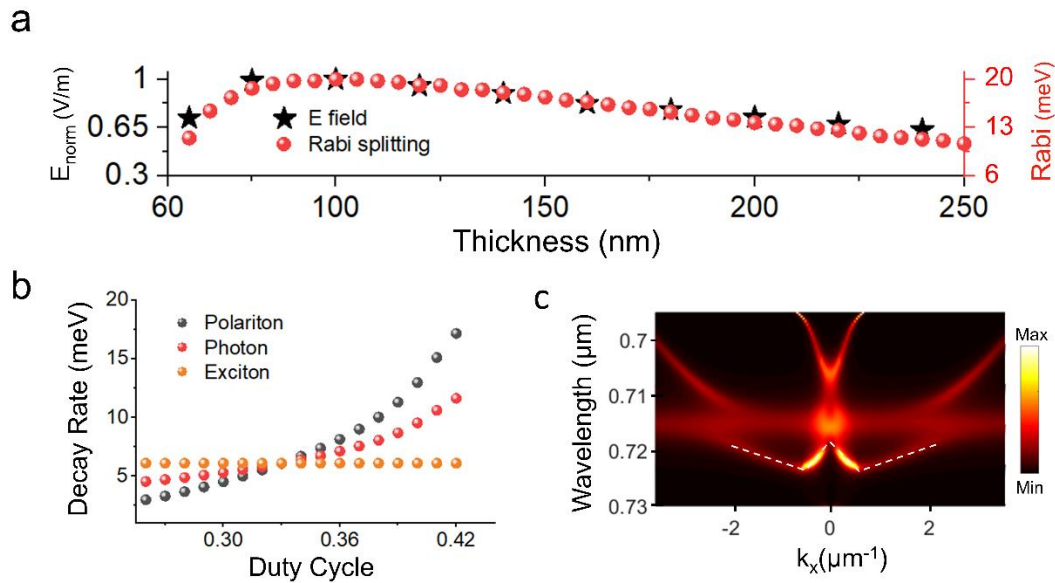 a
E_norm (V/m)
1
0.65
0.3
E field
Rabi splitting
20
13
6
Rabi (meV)
60
100
150
200
250
Thickness (nm)
b
Decay Rate (meV)
20
15
10
5
Polariton
Photon
Exciton
0.30
0.36
0.42
Duty Cycle
c
Wavelength (μm)
0.7
0.71
0.72
0.73
-2
0
2
k_x(μm⁻¹)
Max
Min